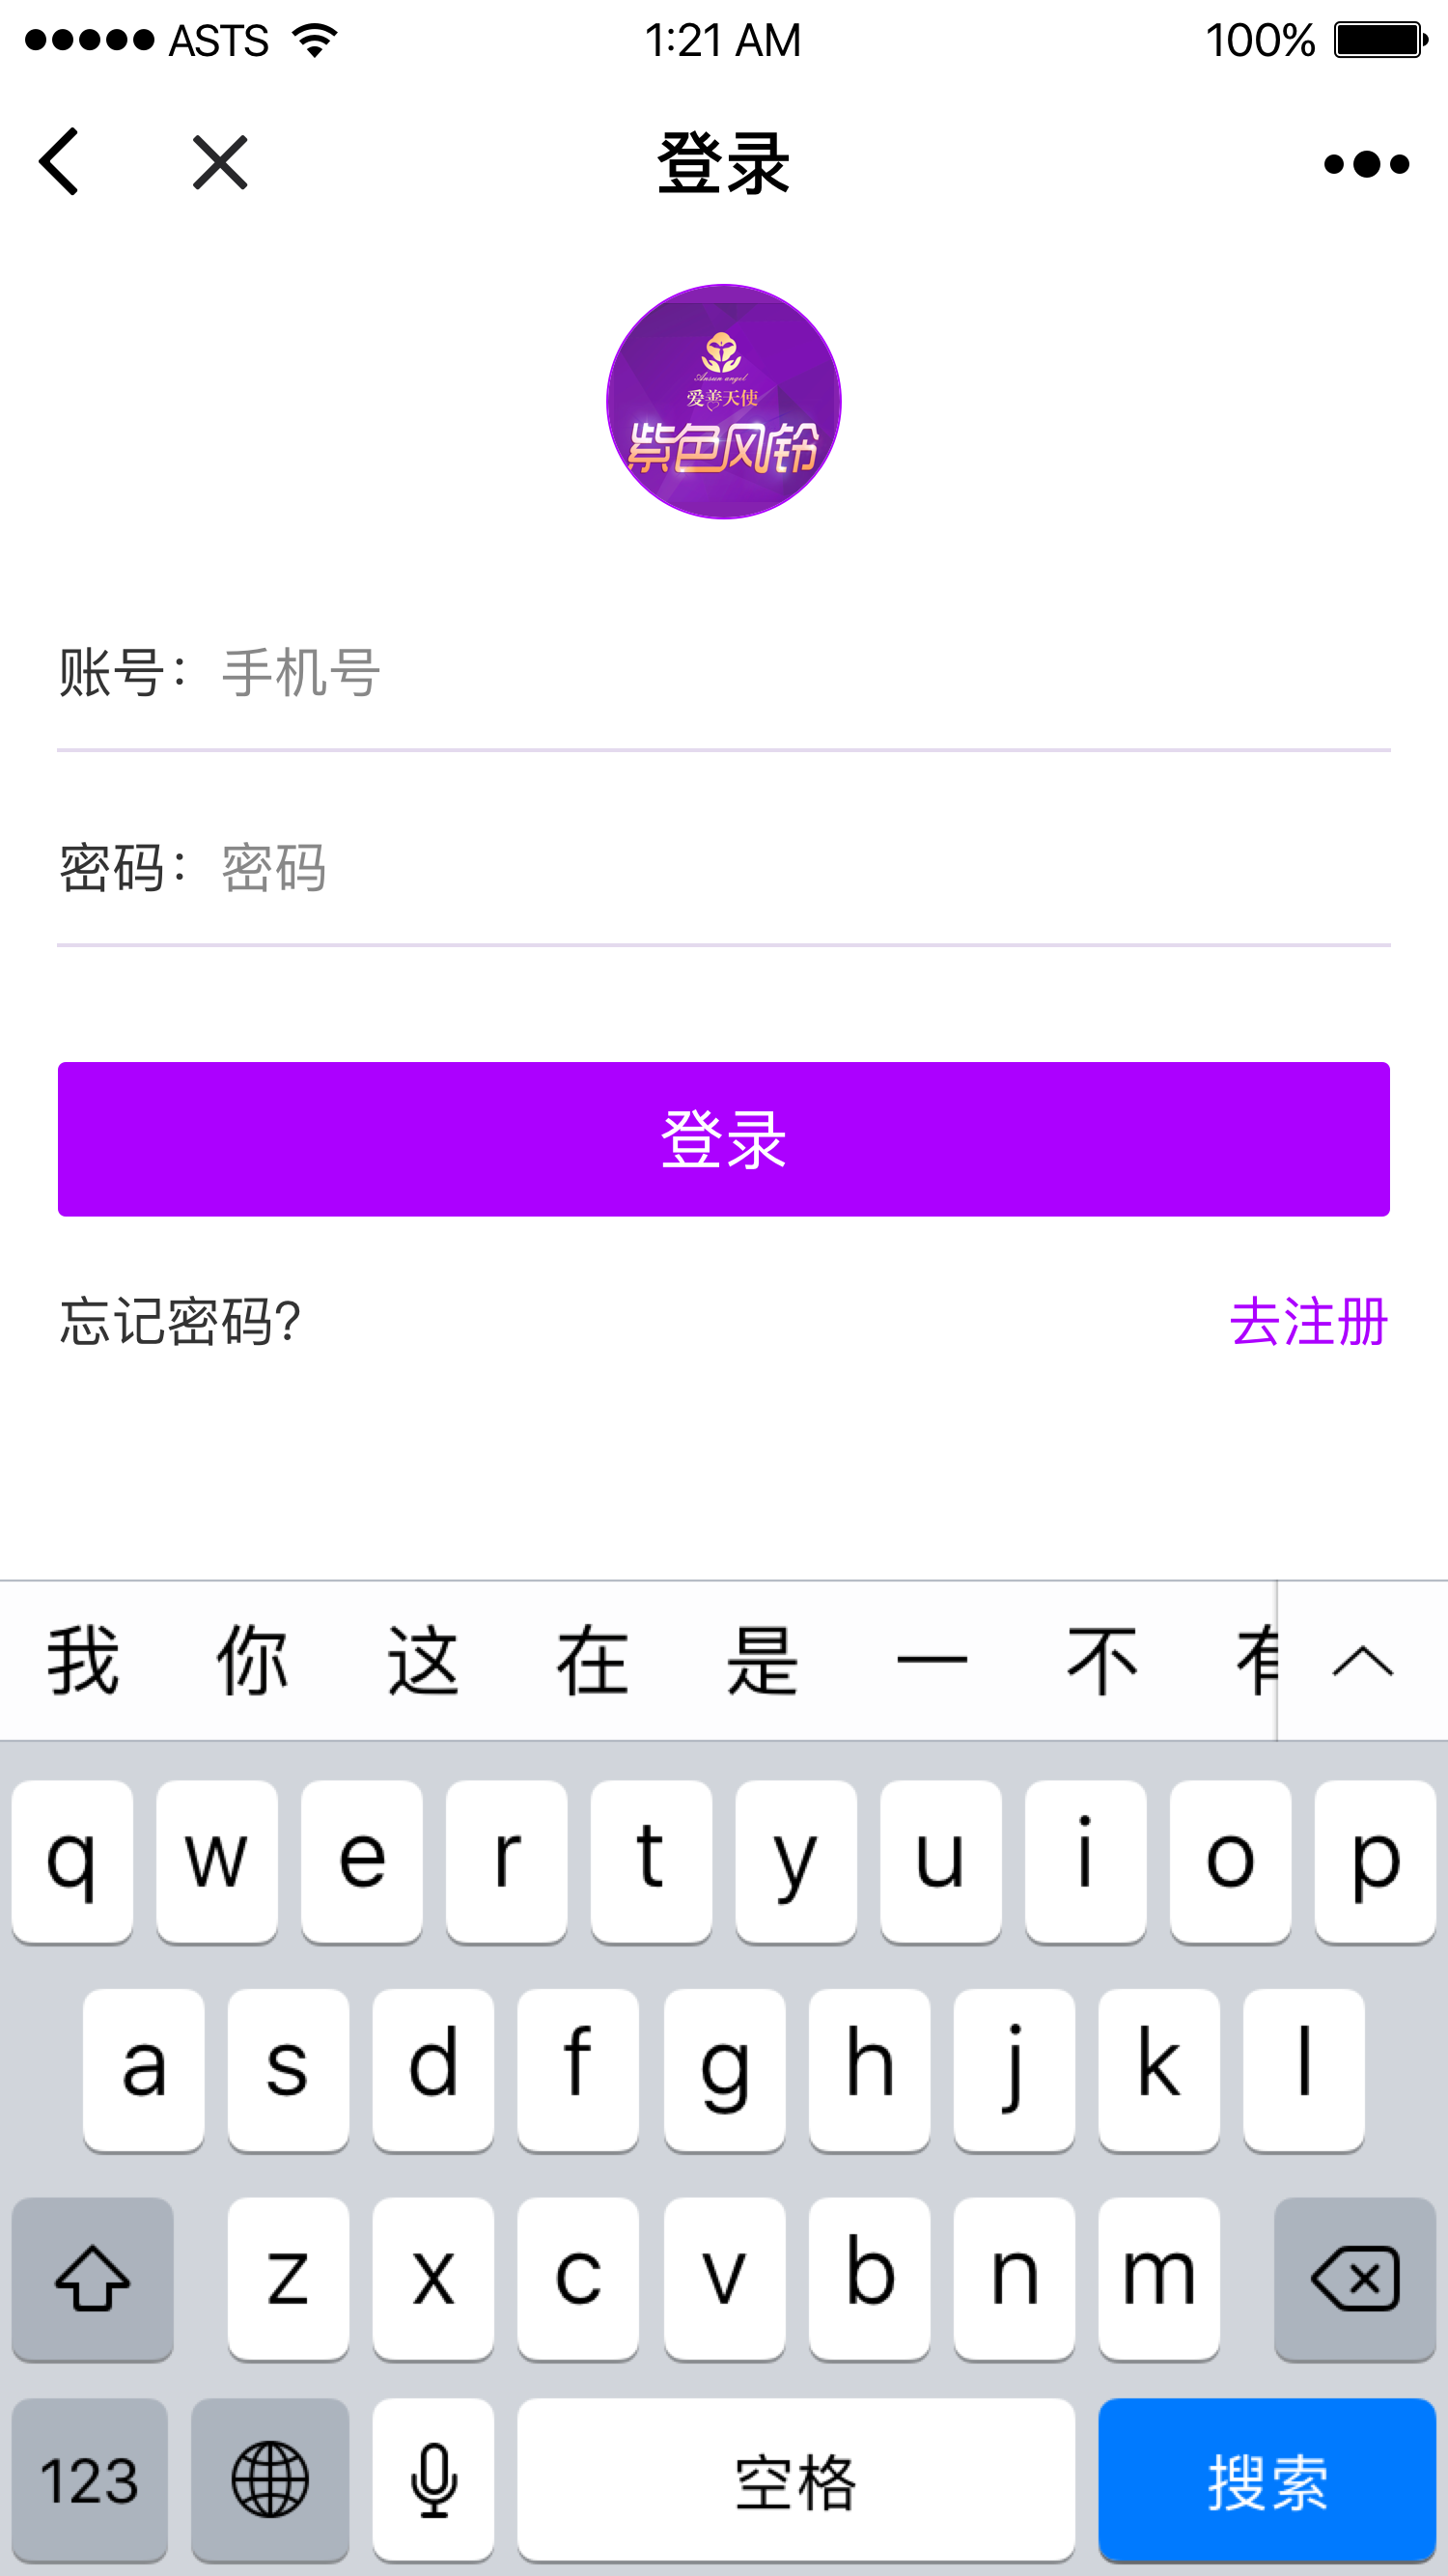 ASTS 1:21 AM 100%
登录
Ansun angel
爱善天使
紫色风铃
账号：手机号
密码：密码
登录
忘记密码? 去注册
我 你 这 在 是 一 不 有
q w e r t y u i o p
a s d f g h j k l
z x c v b n m
123 空格 搜索